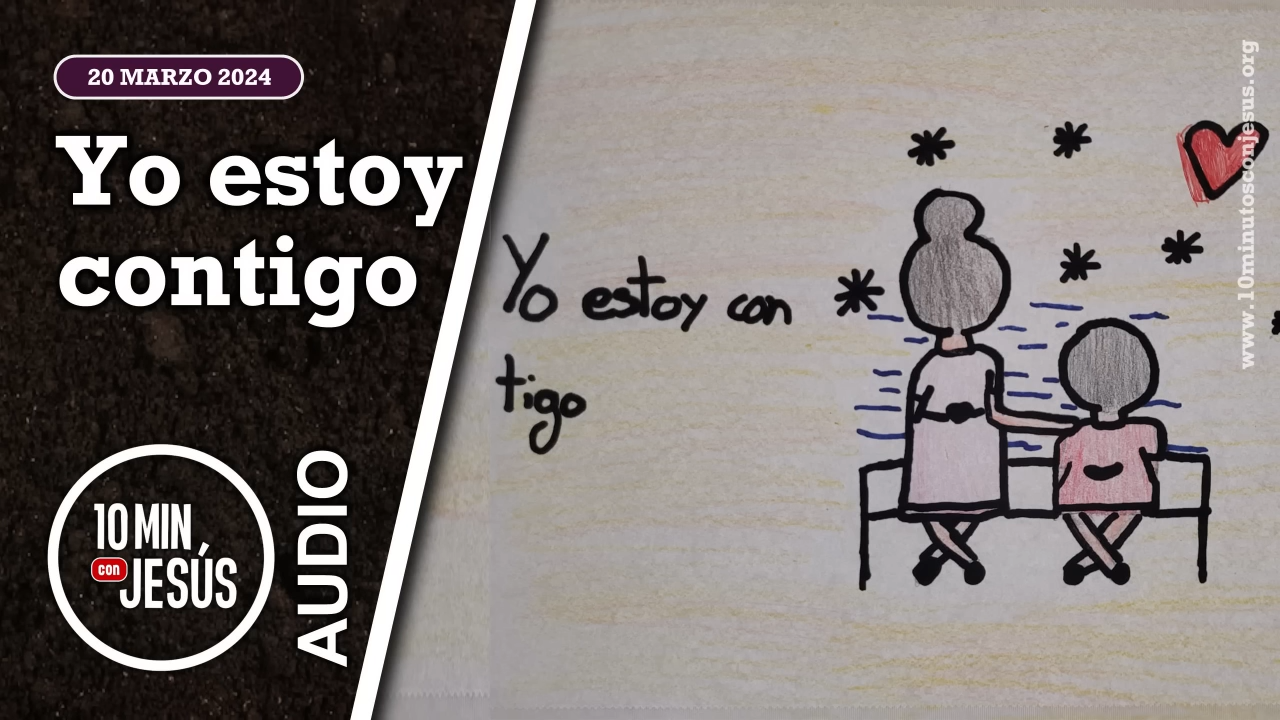 20 MARZO 2024
Yo estoy
contigo
10 MIN
con
JESÚS
AUDIO
Yo estoy con
tigo
www.10minutosconjesus.org